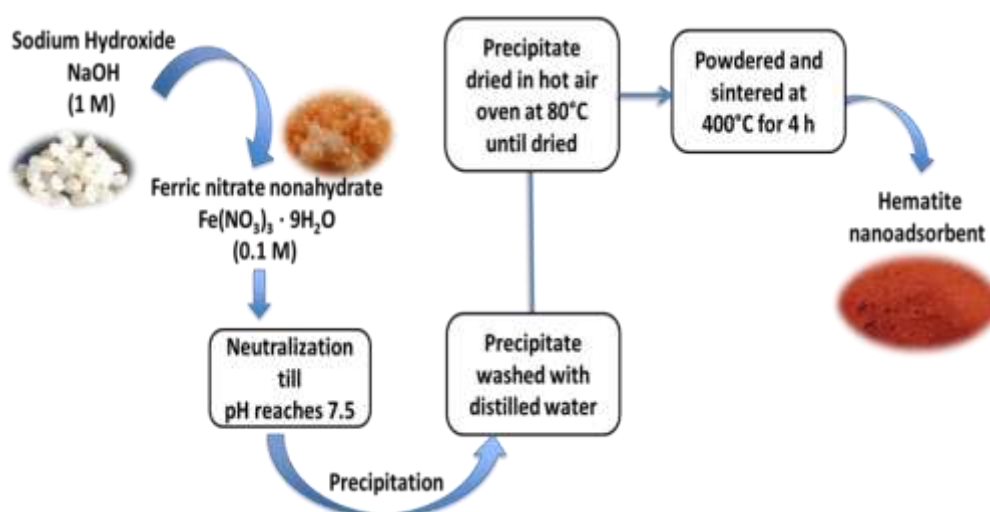 Sodium Hydroxide
NaOH
(1 M)
Ferric nitrate nonahydrate
Fe(NO₃)₃ · 9H₂O
(0.1 M)
Neutralization
till
pH reaches 7.5
Precipitation
Precipitate
washed with
distilled water
Precipitate
dried in hot air
oven at 80°C
until dried
Powdered and
sintered at
400°C for 4 h
Hematite
nanoadsorbent